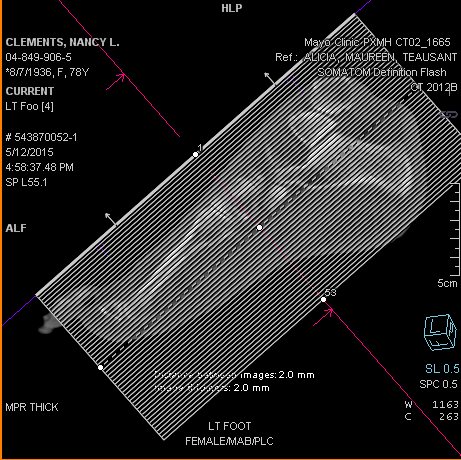 HLP
CLEMENTS, NANCY L.
04-849-906-5
*8/7/1936, F, 78Y
CURRENT
LT Foo [4]
# 543870052-1
5/12/2015
4:58:37.48 PM
SP L55.1
Mayo Clinic PXMH CT02_1665
Ref.: ALICIA, MAUREEN, TEAUSANT
SOMATOM Definition Flash
CT 2012B
1
ALF
53
5cm
Distance between images: 2.0 mm
Image thickness: 2.0 mm
SL 0.5
SPC 0.5
W 1163
C 263
MPR THICK
LT FOOT
FEMALE/MAB/PLC